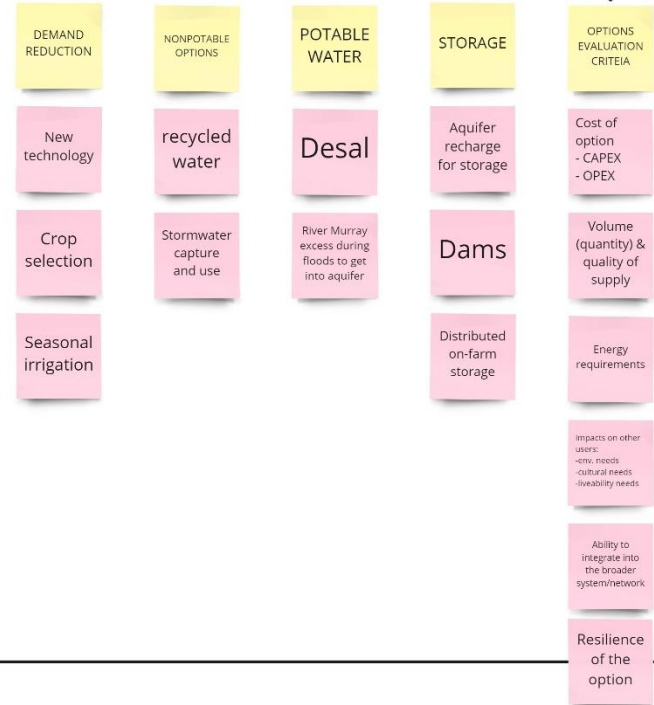 DEMAND
REDUCTION
New
technology
Crop
selection
Seasonal
irrigation
NONPOTABLE
OPTIONS
recycled
water
Stormwater
capture
and use
POTABLE
WATER
Desal
River Murray
excess during
floods to get
into aquifer
STORAGE
Aquifer
recharge
for storage
Dams
Distributed
on-farm
storage
OPTIONS
EVALUATION
CRITEIA
Cost of
option
- CAPEX
- OPEX
Volume
(quantity) &
quality of
supply
Energy
requirements
Impacts on other
users:
-env. needs
-cultural needs
-liveability needs
Ability to
integrate into
the broader
system/network
Resilience
of the
option